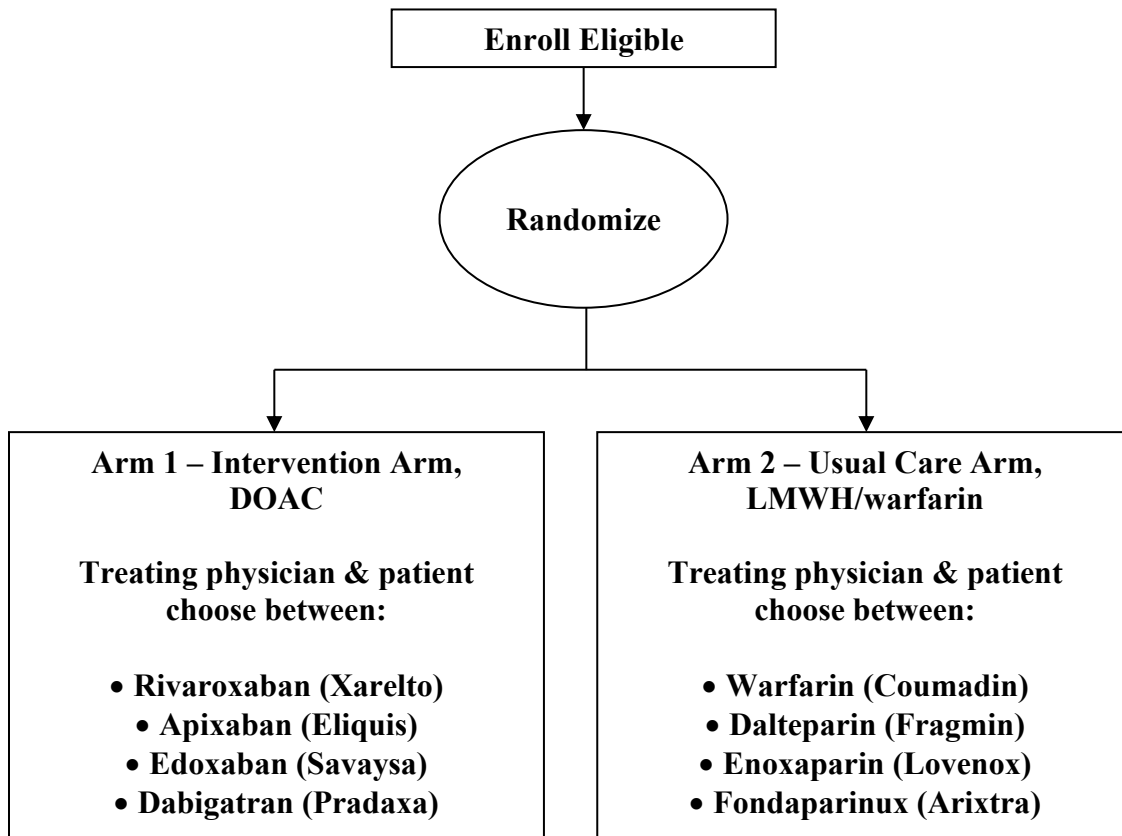 Enroll Eligible
Randomize
Arm 1 – Intervention Arm,
DOAC
Treating physician & patient
choose between:
• Rivaroxaban (Xarelto)
• Apixaban (Eliquis)
• Edoxaban (Savaysa)
• Dabigatran (Pradaxa)
Arm 2 – Usual Care Arm,
LMWH/warfarin
Treating physician & patient
choose between:
• Warfarin (Coumadin)
• Dalteparin (Fragmin)
• Enoxaparin (Lovenox)
• Fondaparinux (Arixtra)